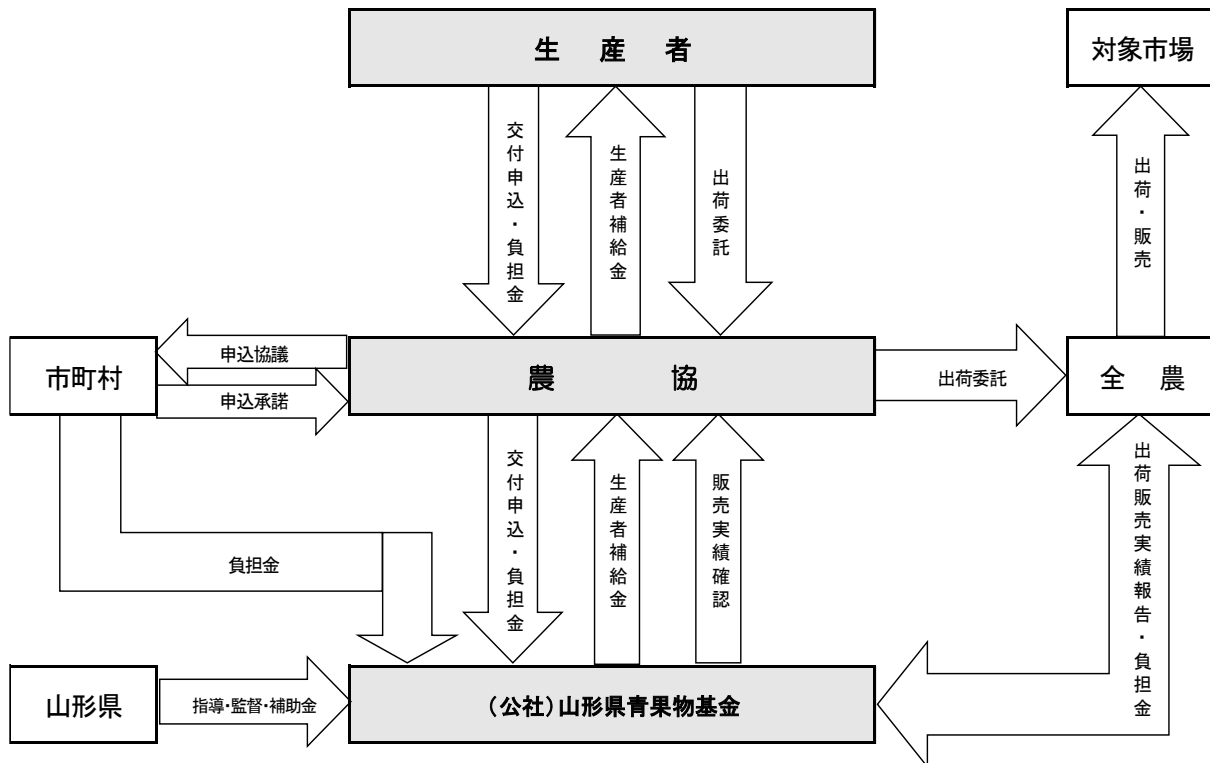 生　産　者
対象市場
交付申込・負担金
生産者補給金
出荷委託
出荷・販売
市町村
申込協議
申込承諾
農　協
出荷委託
全　農
負担金
交付申込・負担金
生産者補給金
販売実績確認
出荷販売実績報告・負担金
山形県
指導・監督・補助金
（公社）山形県青果物基金